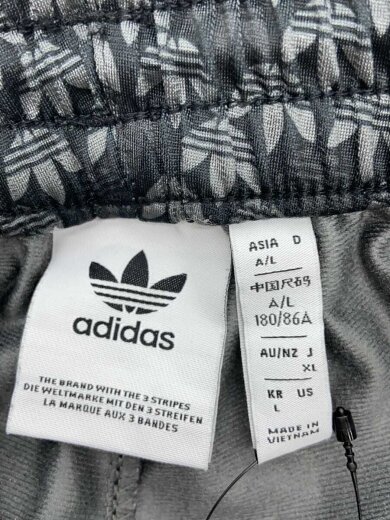 adidas
THE BRAND WITH THE 3 STRIPES
DIE WELTMARKE MIT DEN 3 STREIFEN
LA MARQUE AUX 3 BANDES
ASIA D
A/L
中国尺码
A/L
180/86A
AU/NZ J
XL
KR US
L
MADE IN
VIETNAM